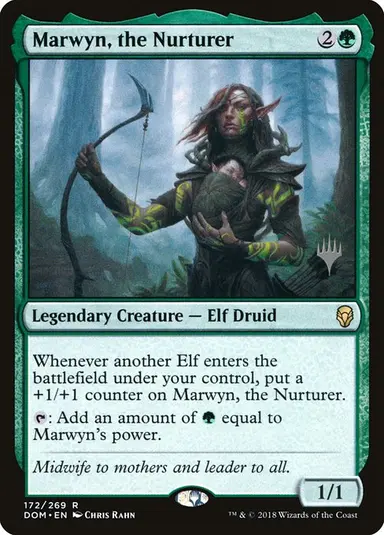 Marwyn, the Nurturer 2
Legendary Creature — Elf Druid
Whenever another Elf enters the
battlefield under your control, put a
+1/+1 counter on Marwyn, the Nurturer.
: Add an amount of equal to
Marwyn's power.
Midwife to mothers and leader to all.
1/1
172/269 R
DOM • EN Chris Rahn
™ & © 2018 Wizards of the Coast